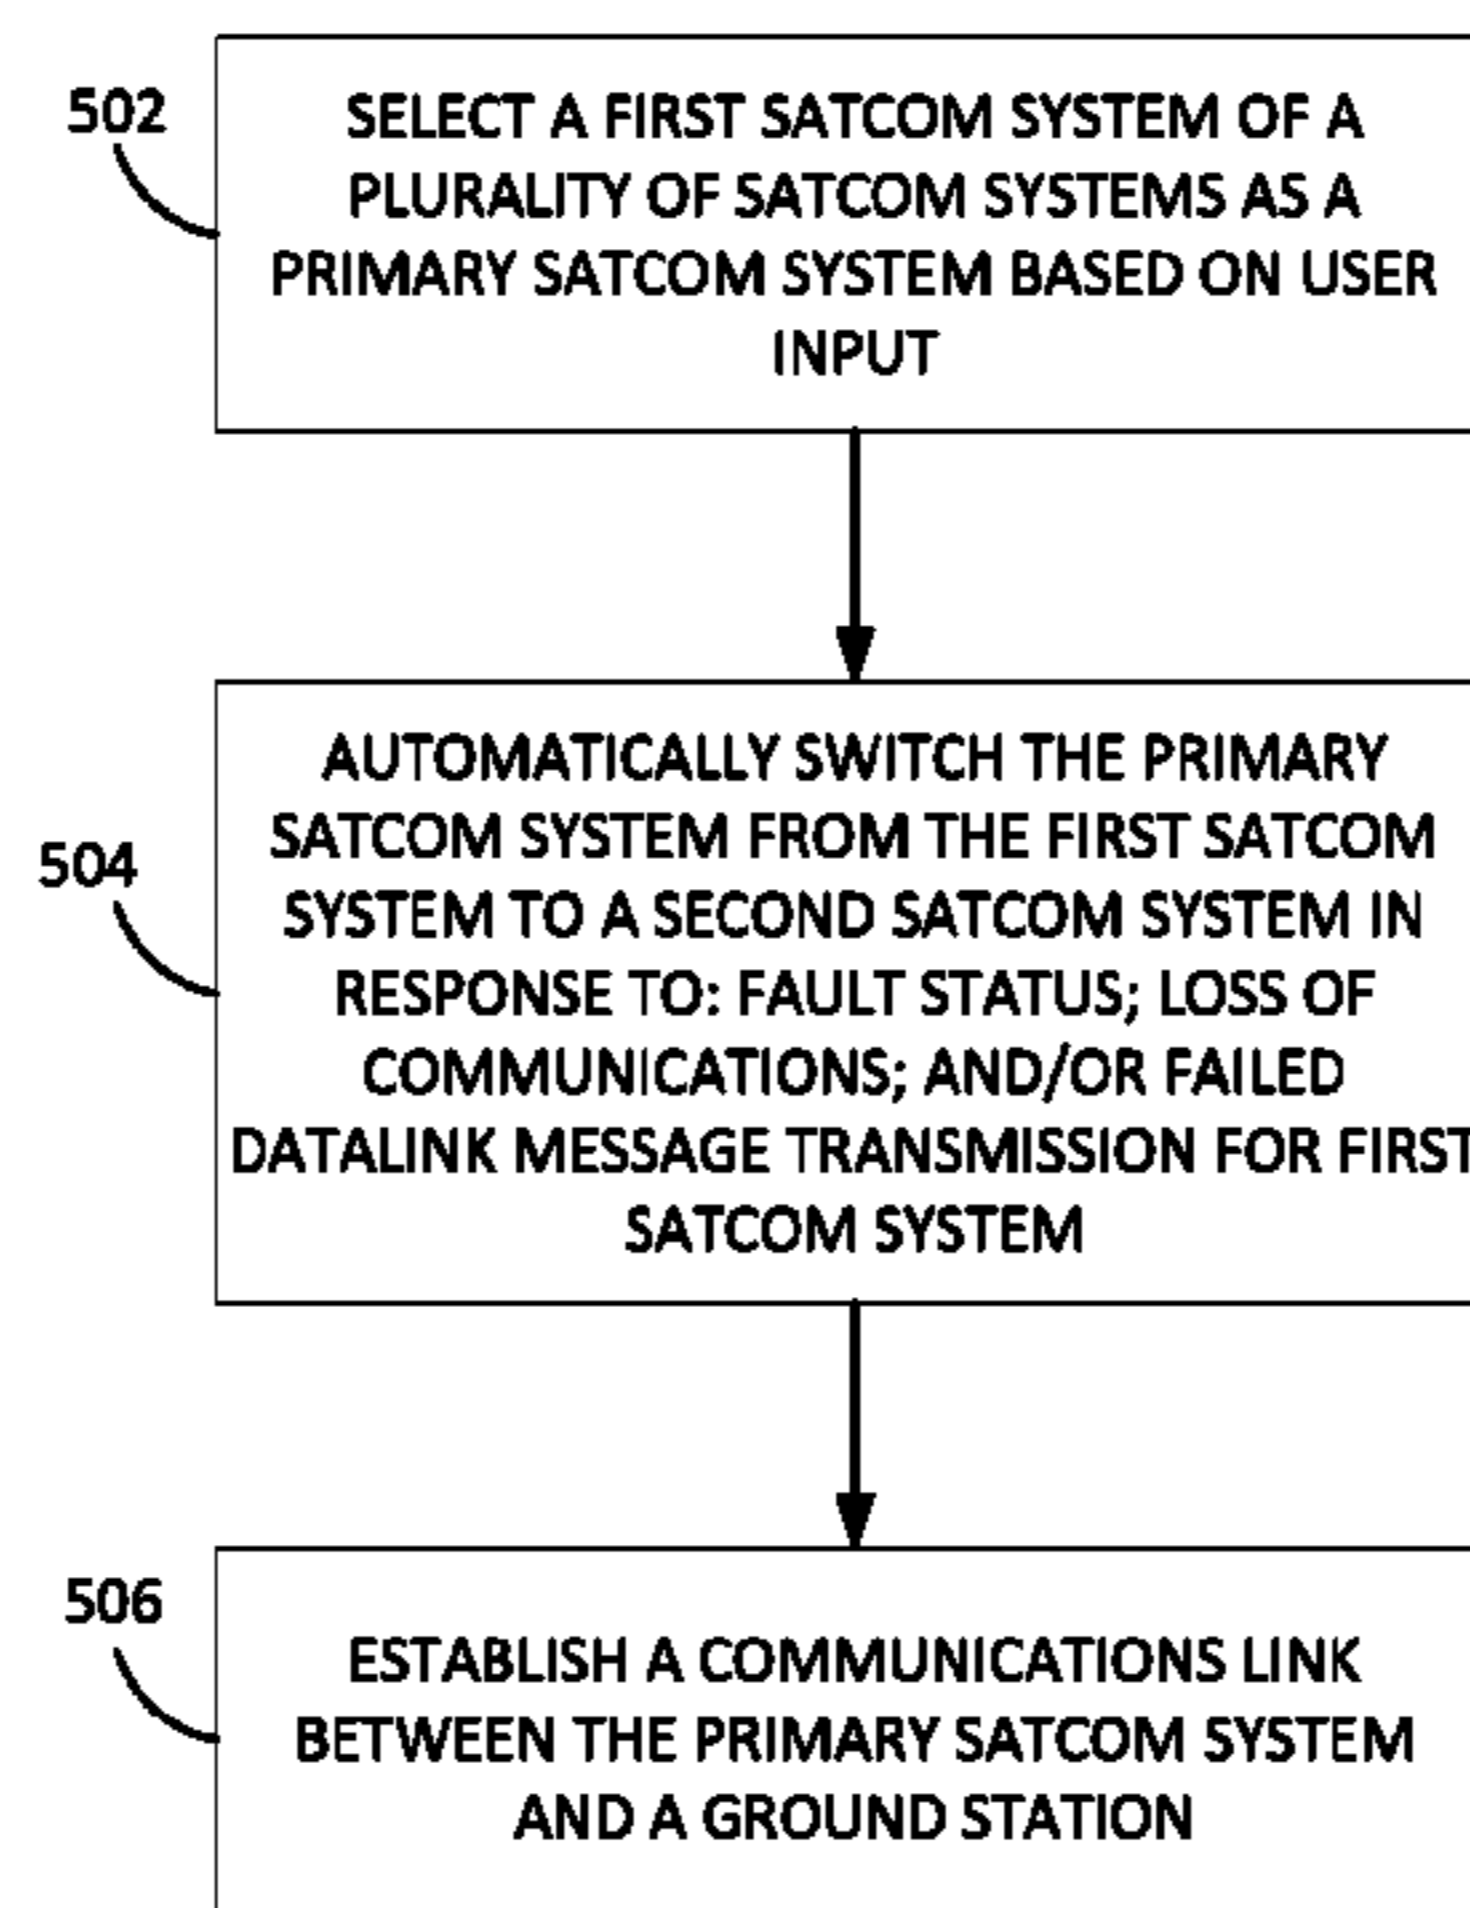 502
SELECT A FIRST SATCOM SYSTEM OF A
PLURALITY OF SATCOM SYSTEMS AS A
PRIMARY SATCOM SYSTEM BASED ON USER
INPUT
504
AUTOMATICALLY SWITCH THE PRIMARY
SATCOM SYSTEM FROM THE FIRST SATCOM
SYSTEM TO A SECOND SATCOM SYSTEM IN
RESPONSE TO: FAULT STATUS; LOSS OF
COMMUNICATIONS; AND/OR FAILED
DATALINK MESSAGE TRANSMISSION FOR FIRST
SATCOM SYSTEM
506
ESTABLISH A COMMUNICATIONS LINK
BETWEEN THE PRIMARY SATCOM SYSTEM
AND A GROUND STATION